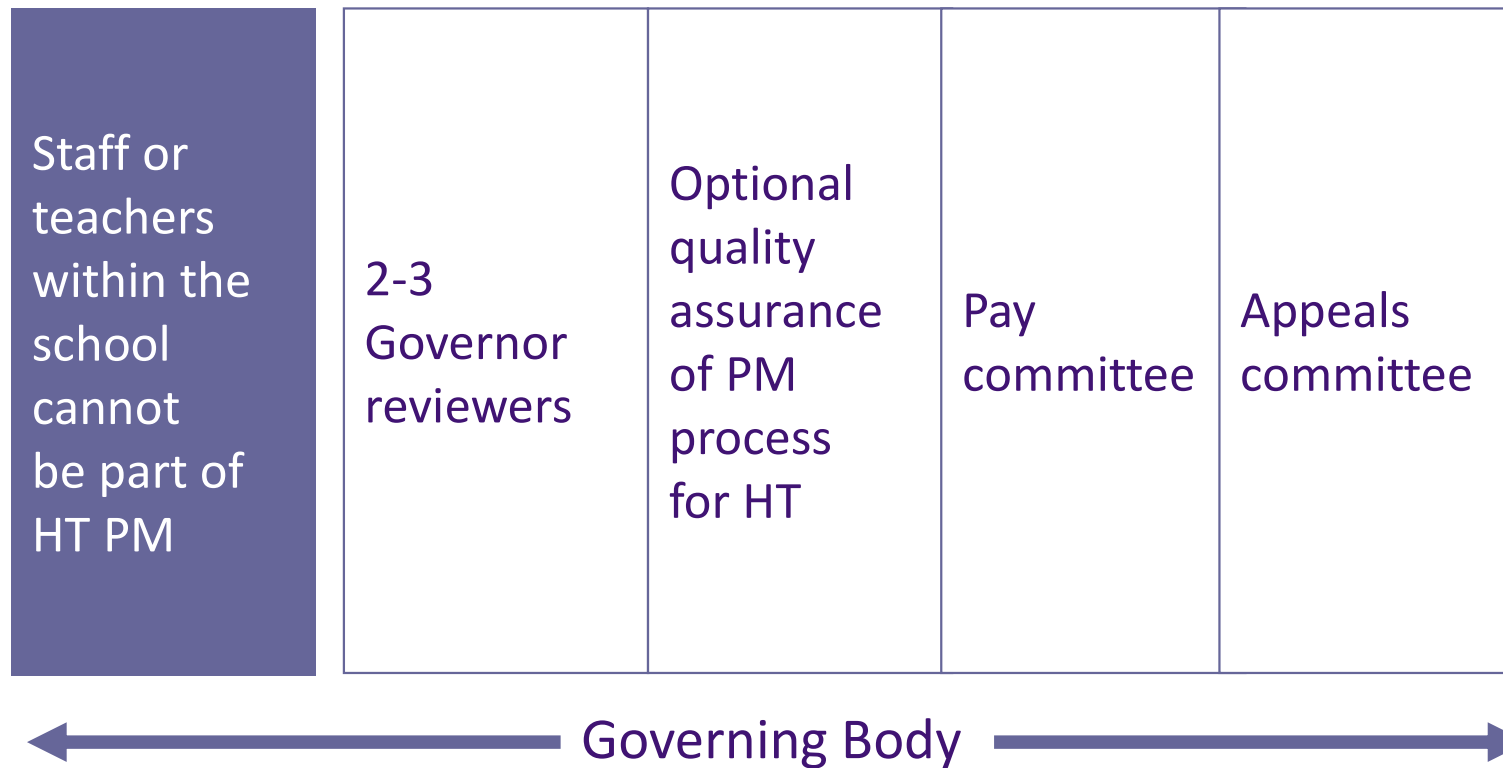 Staff or
teachers
within the
school
cannot
be part of
HT PM
2-3
Governor
reviewers
Optional
quality
assurance
of PM
process
for HT
Pay
committee
Appeals
committee
Governing Body